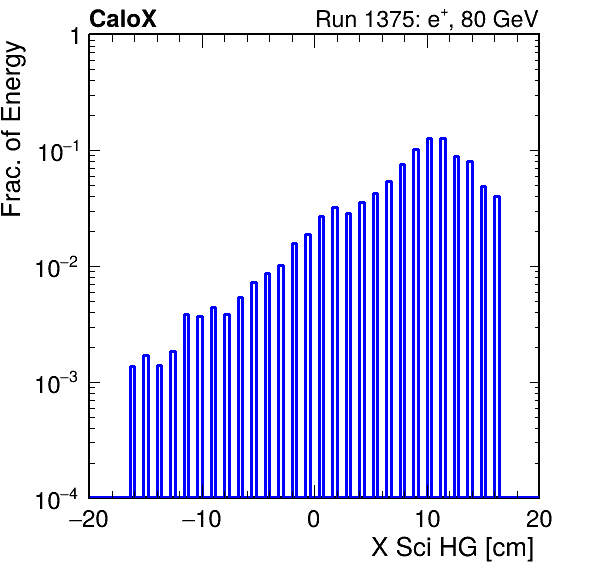 CaloX Run 1375: e⁺, 80 GeV
Frac. of Energy
1
10⁻¹
10⁻²
10⁻³
10⁻⁴
−20 −10 0 10 20
X Sci HG [cm]